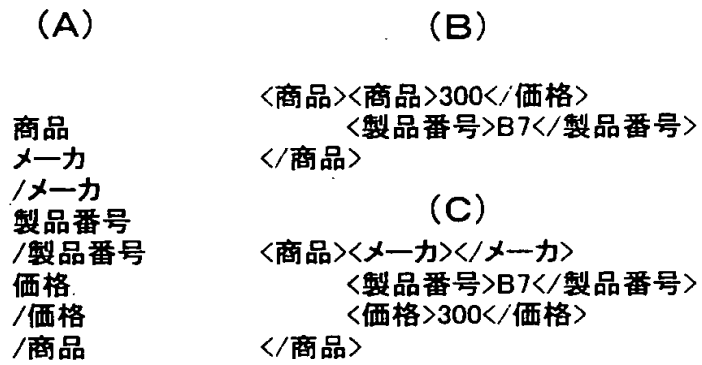 (A)
商品
メーカ
/メーカ
製品番号
/製品番号
価格
/価格
/商品
(B)
<商品><商品>300</価格>
<製品番号>B7</製品番号>
</商品>
(C)
<商品><メーカ></メーカ>
<製品番号>B7</製品番号>
<価格>300</価格>
</商品>